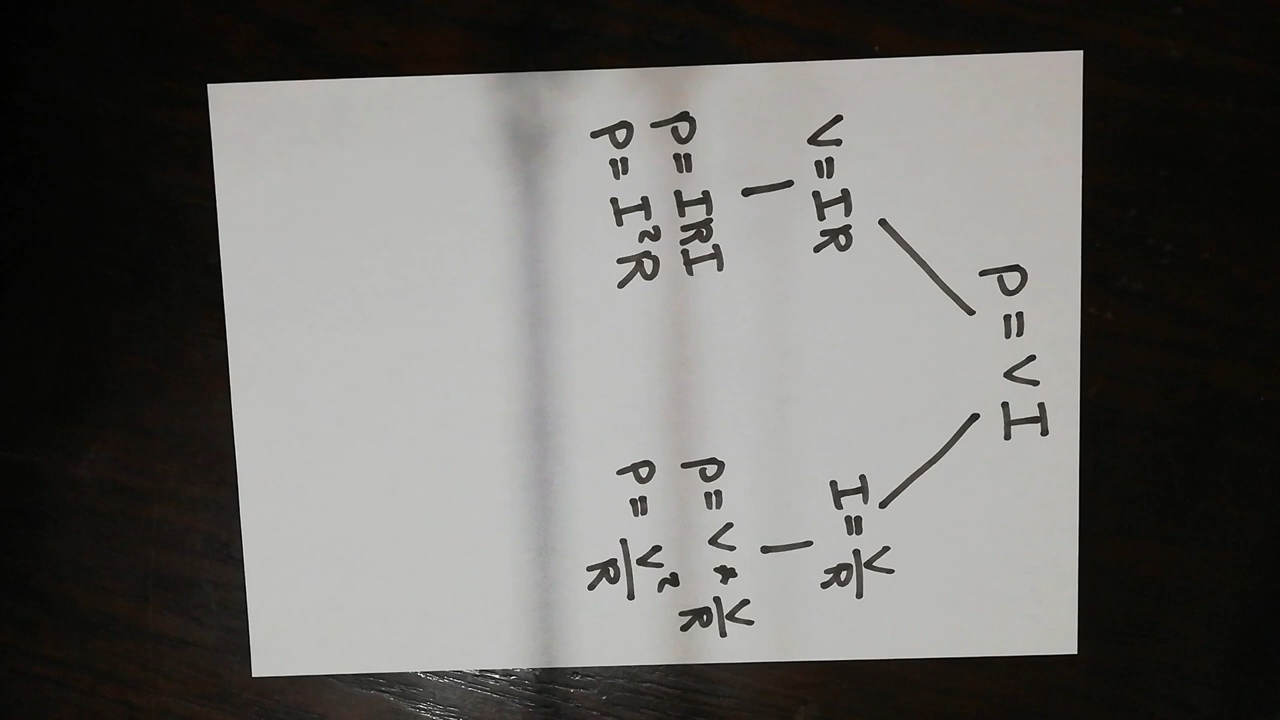 P = VI
V = IR
P = IRI
P = I²R
I = V/R
P = V * V/R
P = V²/R